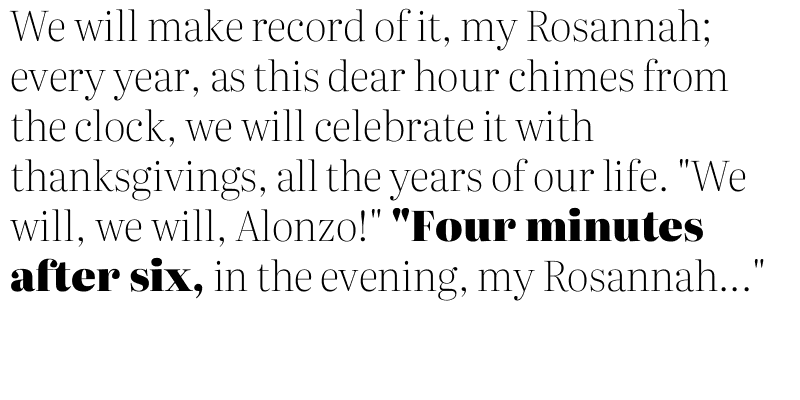 We will make record of it, my Rosannah;
every year, as this dear hour chimes from
the clock, we will celebrate it with
thanksgivings, all the years of our life. "We
will, we will, Alonzo!" "Four minutes
after six, in the evening, my Rosannah..."